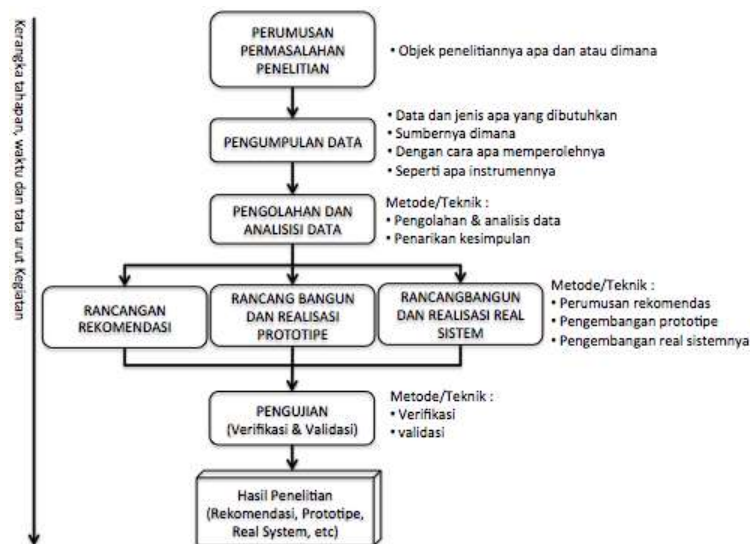 Kerangka tahapan, waktu dan tata urut Kegiatan
PERUMUSAN
PERMASALAHAN
PENELITIAN
• Objek penelitiannya apa dan atau dimana
PENGUMPULAN DATA
• Data dan jenis apa yang dibutuhkan
• Sumbernya dimana
• Dengan cara apa memperolehnya
• Seperti apa instrumennya
PENGOLAHAN DAN
ANALISISI DATA
Metode/Teknik :
• Pengolahan & analisis data
• Penarikan kesimpulan
RANCANGAN
REKOMENDASI
RANCANG BANGUN
DAN REALISASI
PROTOTIPE
RANCANGBANGUN
DAN REALISASI REAL
SISTEM
Metode/Teknik :
• Perumusan rekomendas
• Pengembangan prototipe
• Pengembangan real sistemnya
PENGUJIAN
(Verifikasi & Validasi)
Metode/Teknik :
• Verifikasi
• validasi
Hasil Penelitian
(Rekomendasi, Prototipe,
Real System, etc)